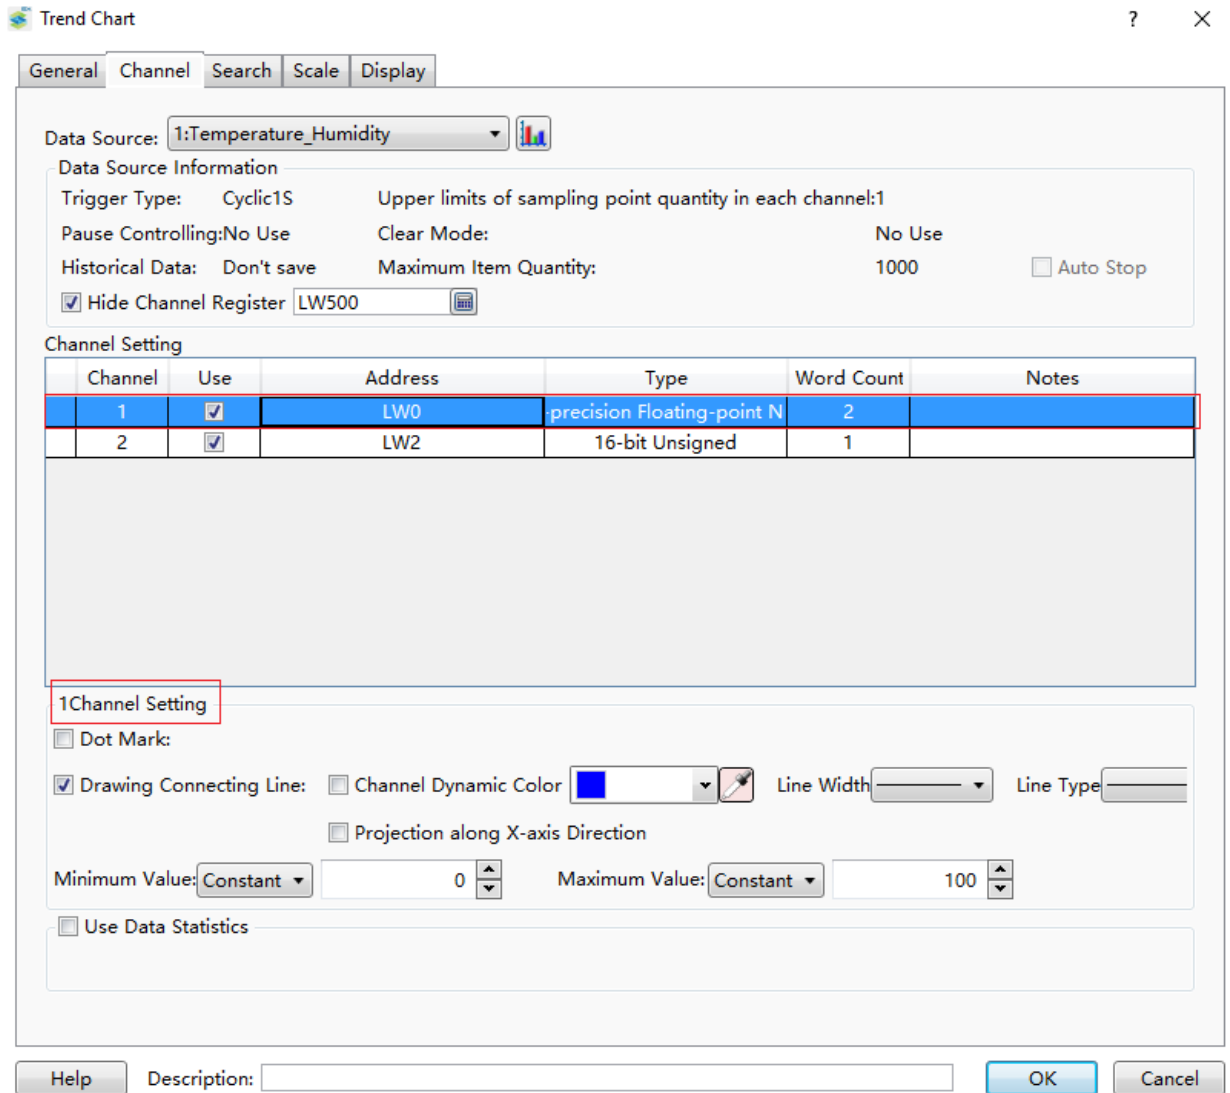 Trend Chart ?
General Channel Search Scale Display
Data Source: 1:Temperature_Humidity
Data Source Information
Trigger Type: Cyclic1S Upper limits of sampling point quantity in each channel:1
Pause Controlling:No Use Clear Mode: No Use
Historical Data: Don't save Maximum Item Quantity: 1000 Auto Stop
Hide Channel Register LW500
Channel Setting
Channel Use Address Type Word Count Notes
1 LW0 -precision Floating-point N 2
2 LW2 16-bit Unsigned 1
1Channel Setting
Dot Mark:
Drawing Connecting Line: Channel Dynamic Color Line Width Line Type
Projection along X-axis Direction
Minimum Value: Constant 0 Maximum Value: Constant 100
Use Data Statistics
Help Description: OK Cancel